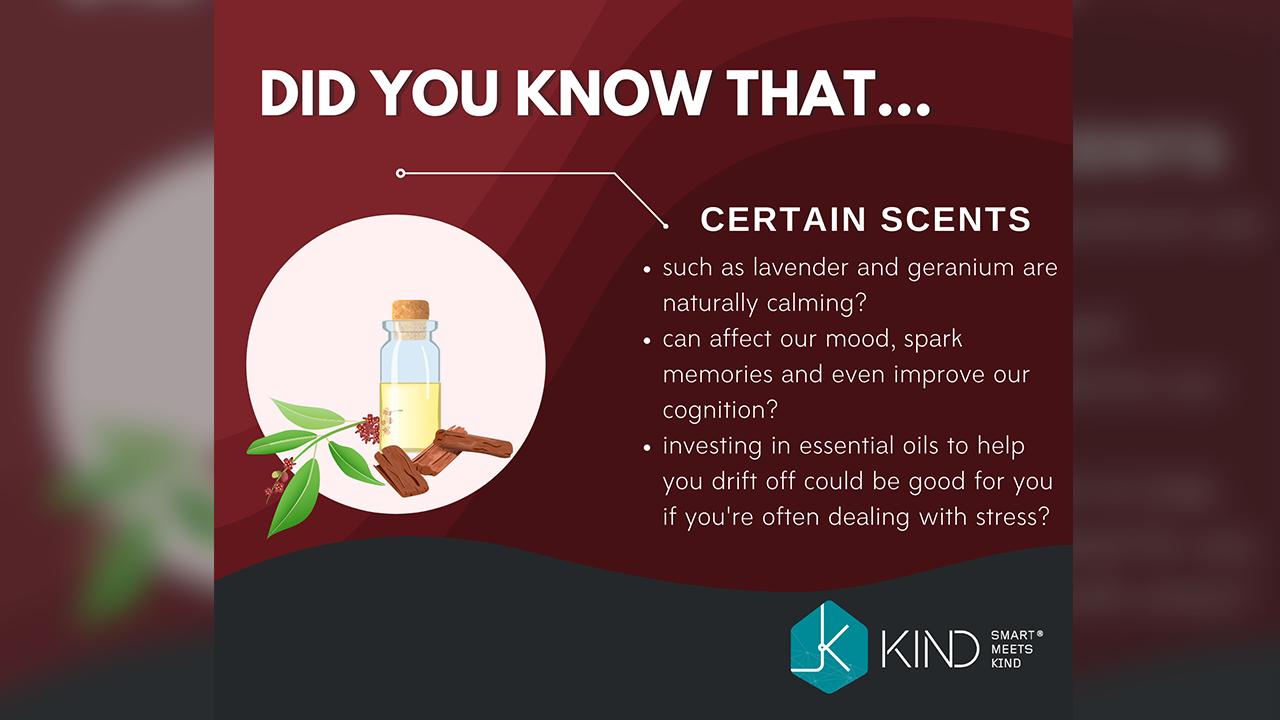 DID YOU KNOW THAT...
CERTAIN SCENTS
• such as lavender and geranium are
naturally calming?
• can affect our mood, spark
memories and even improve our
cognition?
• investing in essential oils to help
you drift off could be good for you
if you're often dealing with stress?
KIND
SMART®
MEETS
KIND